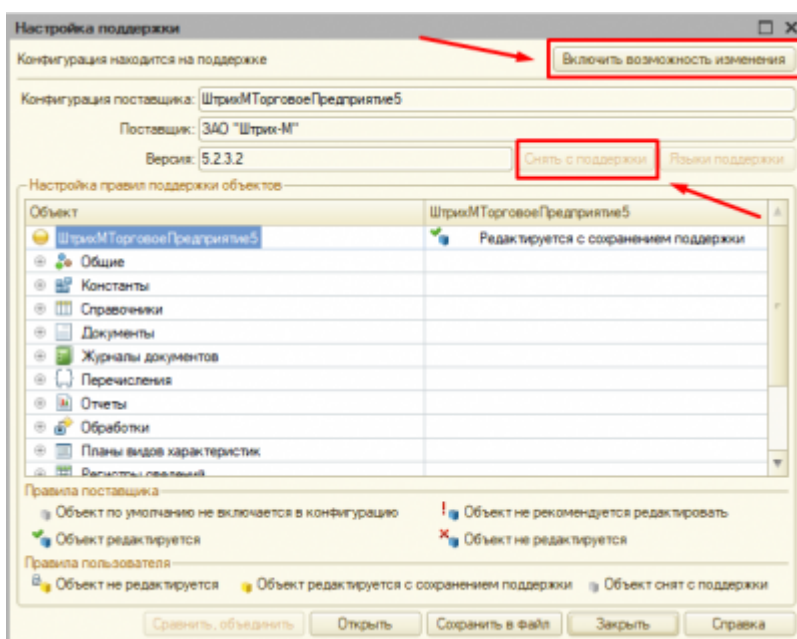 Настройка поддержки
Конфигурация находится на поддержке
Включить возможность изменения
Конфигурация поставщика: ШтрихМТорговоеПредприятие5
Поставщик: ЗАО "Штрих-М"
Версия: 5.2.3.2
Снять с поддержки
Языки поддержки
Настройка правил поддержки объектов
Объект
ШтрихМТорговоеПредприятие5
ШтрихМТорговоеПредприятие5
Редактируется с сохранением поддержки
Общие
Константы
Справочники
Документы
Журналы документов
Перечисления
Отчеты
Обработки
Планы видов характеристик
Регистры сведений
Правила поставщика
Объект по умолчанию не включается в конфигурацию
Объект не рекомендуется редактировать
Объект редактируется
Объект не редактируется
Правила пользователя
Объект не редактируется
Объект редактируется с сохранением поддержки
Объект снят с поддержки
Сравнить, объединить
Открыть
Сохранить в файл
Закрыть
Справка